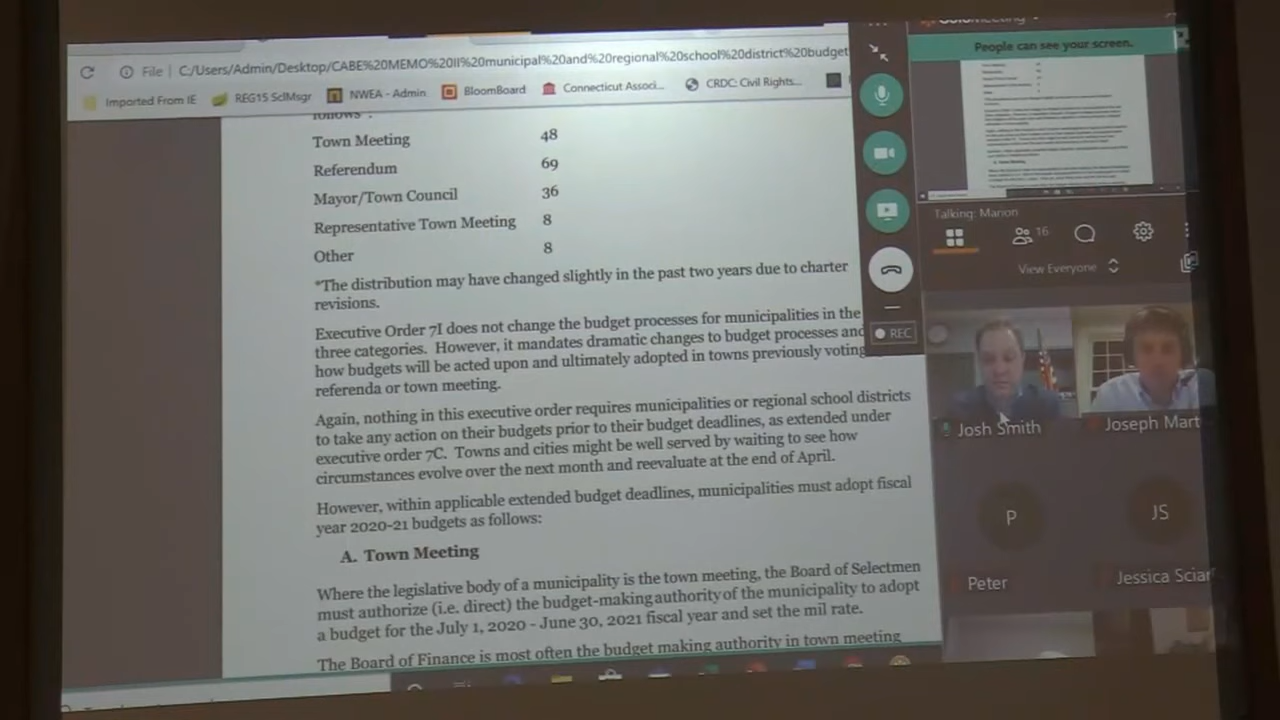 GoToMeeting
People can see your screen.
File | C:/Users/Admin/Desktop/CABE%20MEMO%20II%20municipal%20and%20regional%20school%20district%20budget
Imported From IE
REG15 SclMsgr
NWEA - Admin
BloomBoard
Connecticut Associ...
CRDC: Civil Rights...
follows :
Town Meeting 48
Referendum 69
Mayor/Town Council 36
Representative Town Meeting 8
Other 8
*The distribution may have changed slightly in the past two years due to charter
revisions.
Executive Order 7I does not change the budget processes for municipalities in the
three categories. However, it mandates dramatic changes to budget processes and
how budgets will be acted upon and ultimately adopted in towns previously voting
referenda or town meeting.
Again, nothing in this executive order requires municipalities or regional school districts
to take any action on their budgets prior to their budget deadlines, as extended under
executive order 7C. Towns and cities might be well served by waiting to see how
circumstances evolve over the next month and reevaluate at the end of April.
However, within applicable extended budget deadlines, municipalities must adopt fiscal
year 2020-21 budgets as follows:
A. Town Meeting
Where the legislative body of a municipality is the town meeting, the Board of Selectmen
must authorize (i.e. direct) the budget-making authority of the municipality to adopt
a budget for the July 1, 2020 - June 30, 2021 fiscal year and set the mil rate.
The Board of Finance is most often the budget making authority in town meeting
Talking: Marion
16
View Everyone
REC
Josh Smith
Joseph Mart
P
JS
Peter
Jessica Sciar